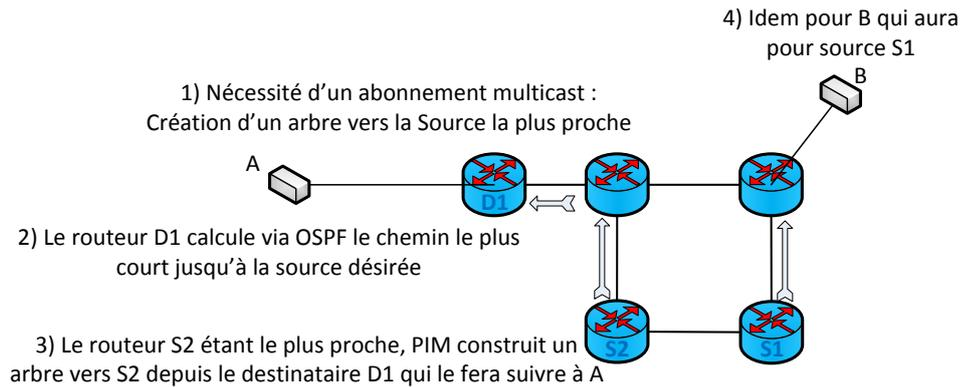 4) Idem pour B qui aura
pour source S1
B
1) Nécessité d'un abonnement multicast :
Création d'un arbre vers la Source la plus proche
A
D1
2) Le routeur D1 calcule via OSPF le chemin le plus
court jusqu'à la source désirée
S2
S1
3) Le routeur S2 étant le plus proche, PIM construit un
arbre vers S2 depuis le destinataire D1 qui le fera suivre à A